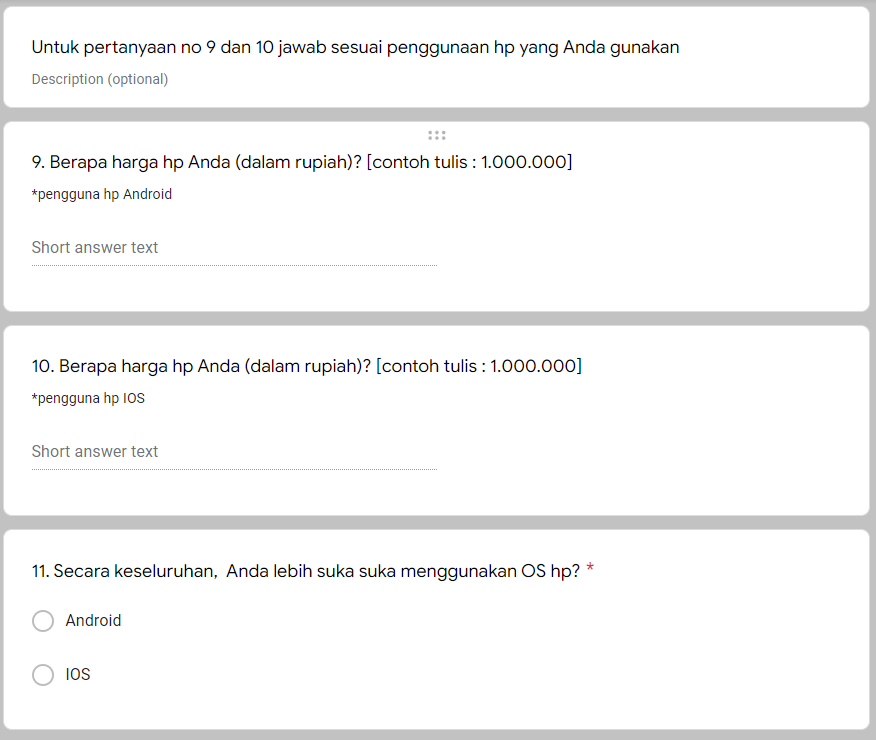 Untuk pertanyaan no 9 dan 10 jawab sesuai penggunaan hp yang Anda gunakan
Description (optional)
9. Berapa harga hp Anda (dalam rupiah)? [contoh tulis : 1.000.000]
*pengguna hp Android
Short answer text
10. Berapa harga hp Anda (dalam rupiah)? [contoh tulis : 1.000.000]
*pengguna hp IOS
Short answer text
11. Secara keseluruhan,  Anda lebih suka suka menggunakan OS hp? *
Android
IOS